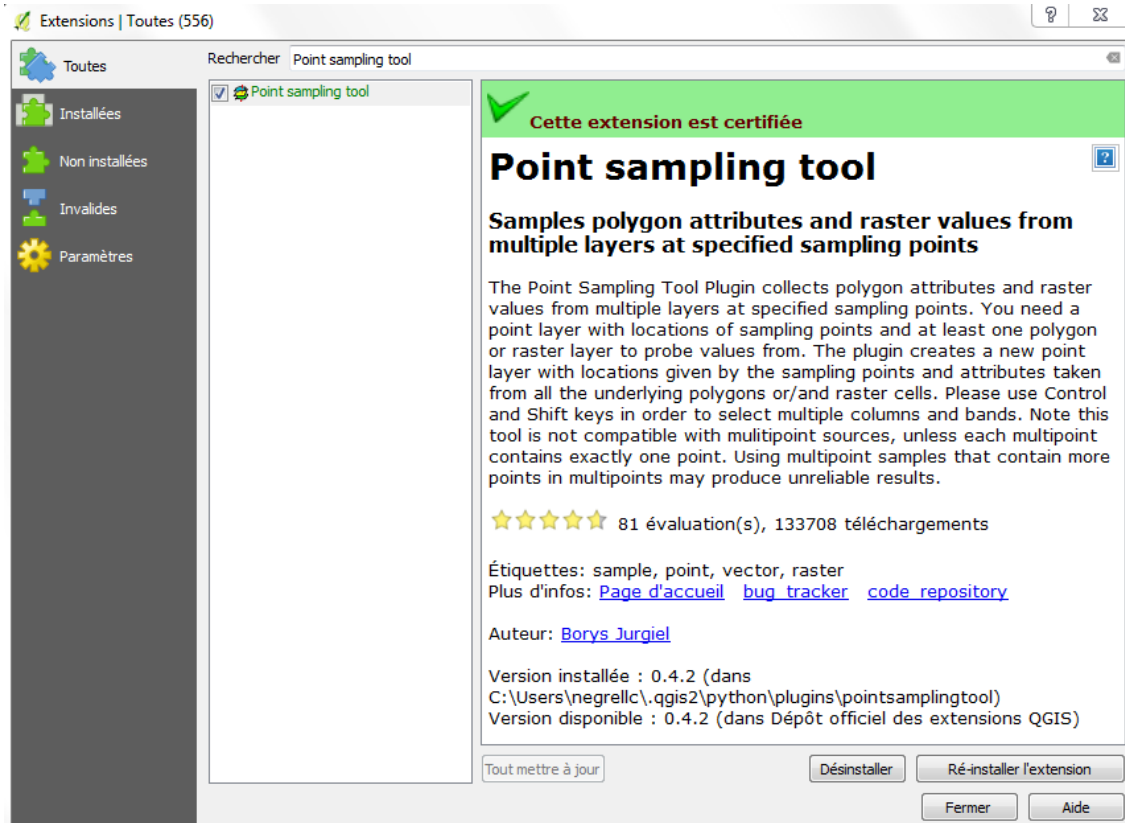 Extensions | Toutes (556)
Toutes
Installées
Non installées
Invalides
Paramètres
Rechercher Point sampling tool
Point sampling tool
Cette extension est certifiée
Point sampling tool
Samples polygon attributes and raster values from
multiple layers at specified sampling points
The Point Sampling Tool Plugin collects polygon attributes and raster
values from multiple layers at specified sampling points. You need a
point layer with locations of sampling points and at least one polygon
or raster layer to probe values from. The plugin creates a new point
layer with locations given by the sampling points and attributes taken
from all the underlying polygons or/and raster cells. Please use Control
and Shift keys in order to select multiple columns and bands. Note this
tool is not compatible with mulitipoint sources, unless each multipoint
contains exactly one point. Using multipoint samples that contain more
points in multipoints may produce unreliable results.
81 évaluation(s), 133708 téléchargements
Étiquettes: sample, point, vector, raster
Plus d'infos: Page d'accueil bug tracker code repository
Auteur: Borys Jurgiel
Version installée : 0.4.2 (dans
C:\Users\negrellc\.qgis2\python\plugins\pointsamplingtool)
Version disponible : 0.4.2 (dans Dépôt officiel des extensions QGIS)
Tout mettre à jour Désinstaller Ré-installer l'extension
Fermer Aide